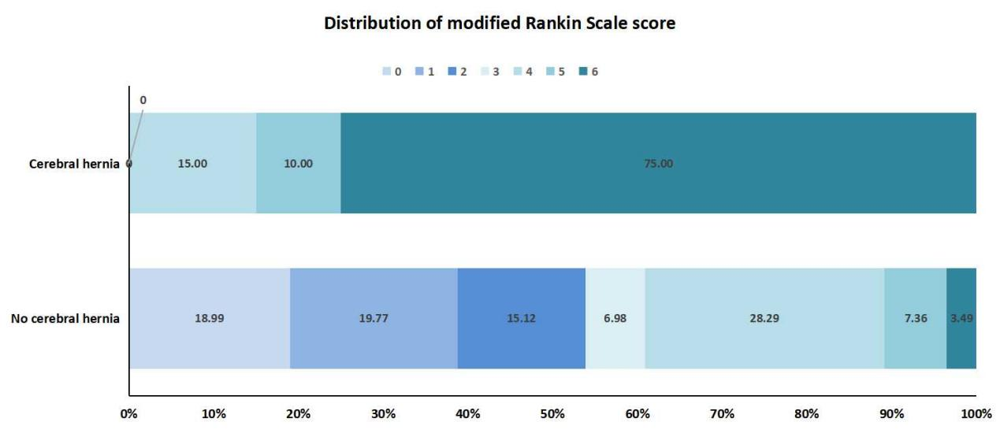 Distribution of modified Rankin Scale score
0 1 2 3 4 5 6
0
Cerebral hernia 0 15.00 10.00 75.00
No cerebral hernia 18.99 19.77 15.12 6.98 28.29 7.36 3.49
0% 10% 20% 30% 40% 50% 60% 70% 80% 90% 100%